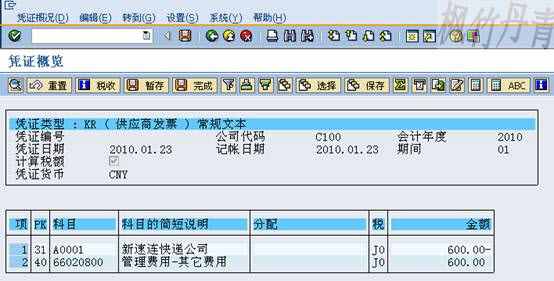 凭证概况(D) 编辑(E) 转到(G) 设置(S) 系统(Y) 帮助(H)
枫竹丹青
凭证概览
重置 税收 暂存 完成 选择 保存 ABC
凭证类型 : KR ( 供应商发票 ) 常规文本
凭证编号 公司代码 C100 会计年度 2010
凭证日期 2010.01.23 记帐日期 2010.01.23 期间 01
计算税额
凭证货币 CNY
项 PK 科目 科目的简短说明 分配 税 金额
1 31 A0001 新速连快递公司 J0 600.00-
2 40 66020800 管理费用-其它费用 J0 600.00